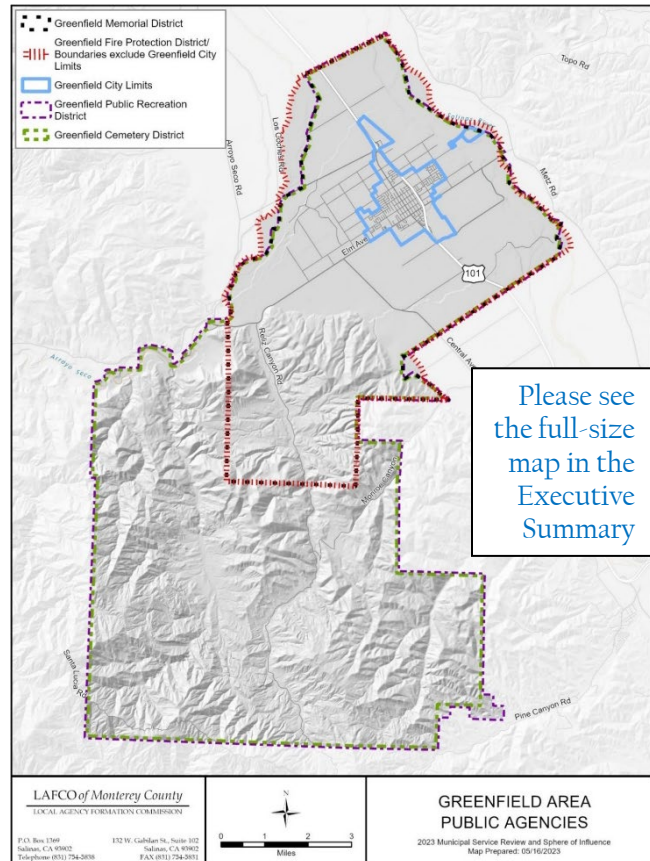 Greenfield Memorial District
Greenfield Fire Protection District/
Boundaries exclude Greenfield City
Limits
Greenfield City Limits
Greenfield Public Recreation
District
Greenfield Cemetery District
Topo Rd
Arroyo Seco Rd
Metz Rd
Elm Ave
101
Reliz Canyon Rd
Central Ave
Arroyo Seco
Monroe Canyon
Santa Lucia Rd
Pine Canyon Rd
Please see
the full-size
map in the
Executive
Summary
LAFCO of Monterey County
LOCAL AGENCY FORMATION COMMISSION
P.O. Box 1369
Salinas, CA 93902
Telephone (831) 754-5838
132 W. Gabilan St., Suite 102
Salinas, CA 93901
FAX (831) 754-5831
N
0 1 2 3
Miles
GREENFIELD AREA
PUBLIC AGENCIES
2023 Municipal Service Review and Sphere of Influence
Map Prepared: 05/16/2023